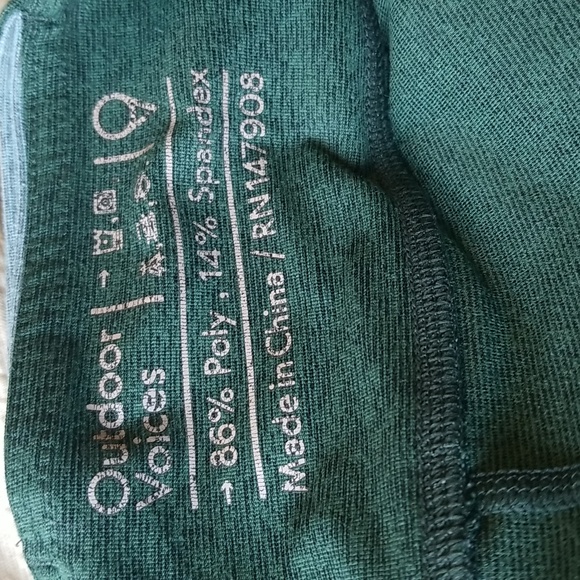 Outdoor
Voices
→ 86% Poly, 14% Spandex
Made in China / RN147908